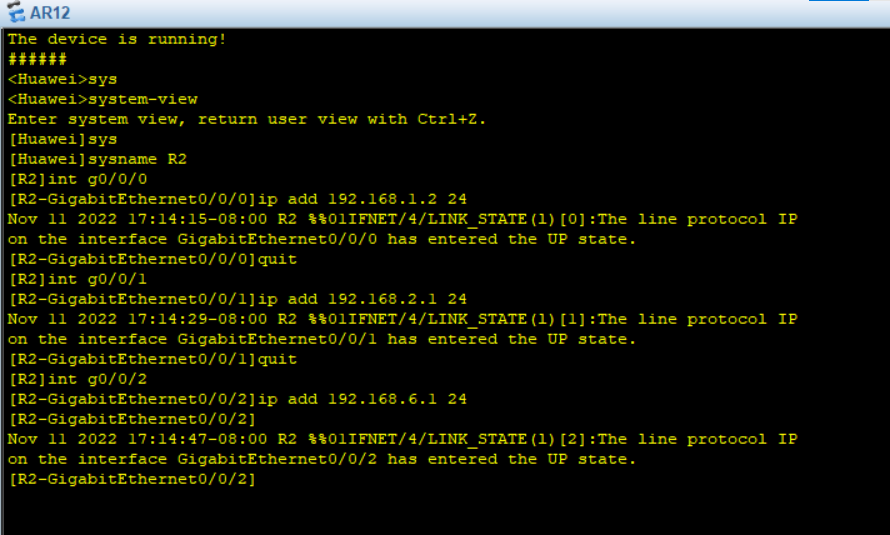 AR12
The device is running!
######
<Huawei>sys
<Huawei>system-view
Enter system view, return user view with Ctrl+Z.
[Huawei]sys
[Huawei]sysname R2
[R2]int g0/0/0
[R2-GigabitEthernet0/0/0]ip add 192.168.1.2 24
Nov 11 2022 17:14:15-08:00 R2 %%01IFNET/4/LINK_STATE(l)[0]:The line protocol IP
on the interface GigabitEthernet0/0/0 has entered the UP state.
[R2-GigabitEthernet0/0/0]quit
[R2]int g0/0/1
[R2-GigabitEthernet0/0/1]ip add 192.168.2.1 24
Nov 11 2022 17:14:29-08:00 R2 %%01IFNET/4/LINK_STATE(l)[1]:The line protocol IP
on the interface GigabitEthernet0/0/1 has entered the UP state.
[R2-GigabitEthernet0/0/1]quit
[R2]int g0/0/2
[R2-GigabitEthernet0/0/2]ip add 192.168.6.1 24
[R2-GigabitEthernet0/0/2]
Nov 11 2022 17:14:47-08:00 R2 %%01IFNET/4/LINK_STATE(l)[2]:The line protocol IP
on the interface GigabitEthernet0/0/2 has entered the UP state.
[R2-GigabitEthernet0/0/2]